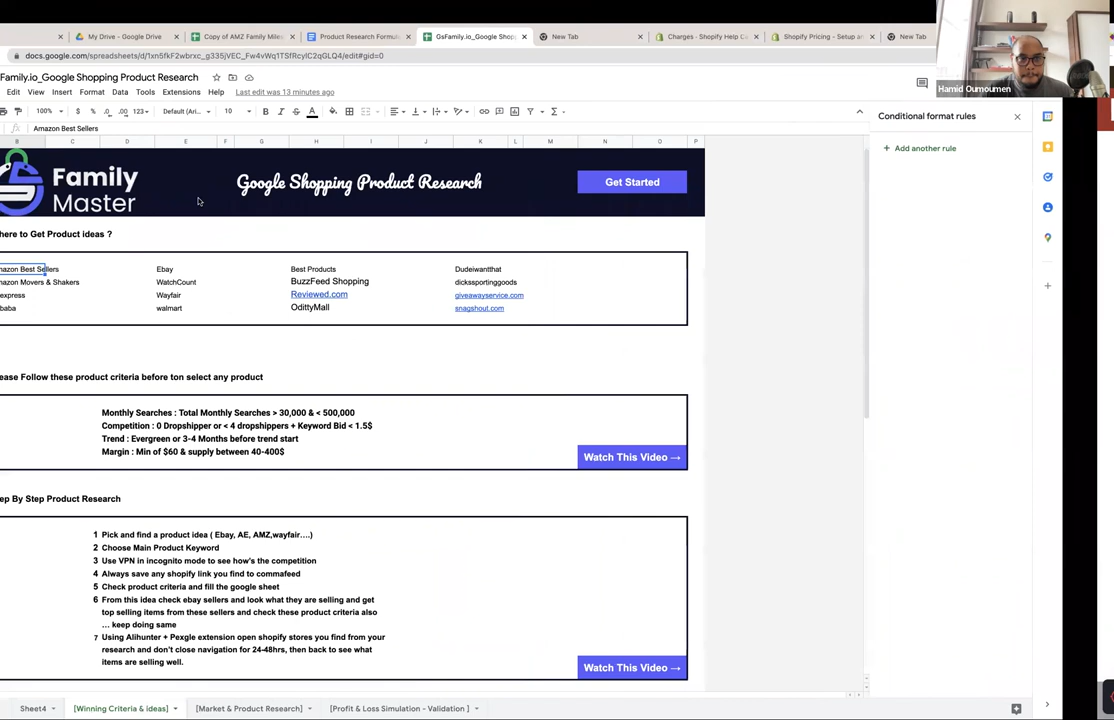 My Drive - Google Drive
Copy of AMZ Family Miles
Product Research Formula
GsFamily.io_Google Shoppi
New Tab
Charges · Shopify Help Ce
Shopify Pricing - Setup an
New Tab
docs.google.com/spreadsheets/d/1xn5fkF2wbrxc_g335jVEC_Fw4vWq1TSfRcylC2qGLQ4/edit#gid=0
Family.io_Google Shopping Product Research
Hamid Oumoumen
Edit View Insert Format Data Tools Extensions Help Last edit was 13 minutes ago
100% $ % .0 .00 123 Default (Ari... 10 B I S A
Conditional format rules
Amazon Best Sellers
B C D E F G H I J K L M N O P
Add another rule
Family
Master
Google Shopping Product Research
Get Started
here to Get Product ideas ?
mazon Best Sellers Ebay Best Products Dudeiwantthat
mazon Movers & Shakers WatchCount BuzzFeed Shopping dickssportinggoods
express Wayfair Reviewed.com giveawayservice.com
baba walmart OdittyMall snagshout.com
ease Follow these product criteria before ton select any product
Monthly Searches : Total Monthly Searches > 30,000 & < 500,000
Competition : 0 Dropshipper or < 4 dropshippers + Keyword Bid < 1.5$
Trend : Evergreen or 3-4 Months before trend start
Margin : Min of $60 & supply between 40-400$
Watch This Video →
ep By Step Product Research
1 Pick and find a product idea ( Ebay, AE, AMZ,wayfair....)
2 Choose Main Product Keyword
3 Use VPN in incognito mode to see how's the competition
4 Always save any shopify link you find to commafeed
5 Check product criteria and fill the google sheet
6 From this idea check ebay sellers and look what they are selling and get
top selling items from these sellers and check these product criteria also
... keep doing same
7 Using Alihunter + Pexgle extension open shopify stores you find from your
research and don't close navigation for 24-48hrs, then back to see what
items are selling well.
Watch This Video →
Sheet4 [Winning Criteria & ideas] [Market & Product Research] [Profit & Loss Simulation - Validation ]